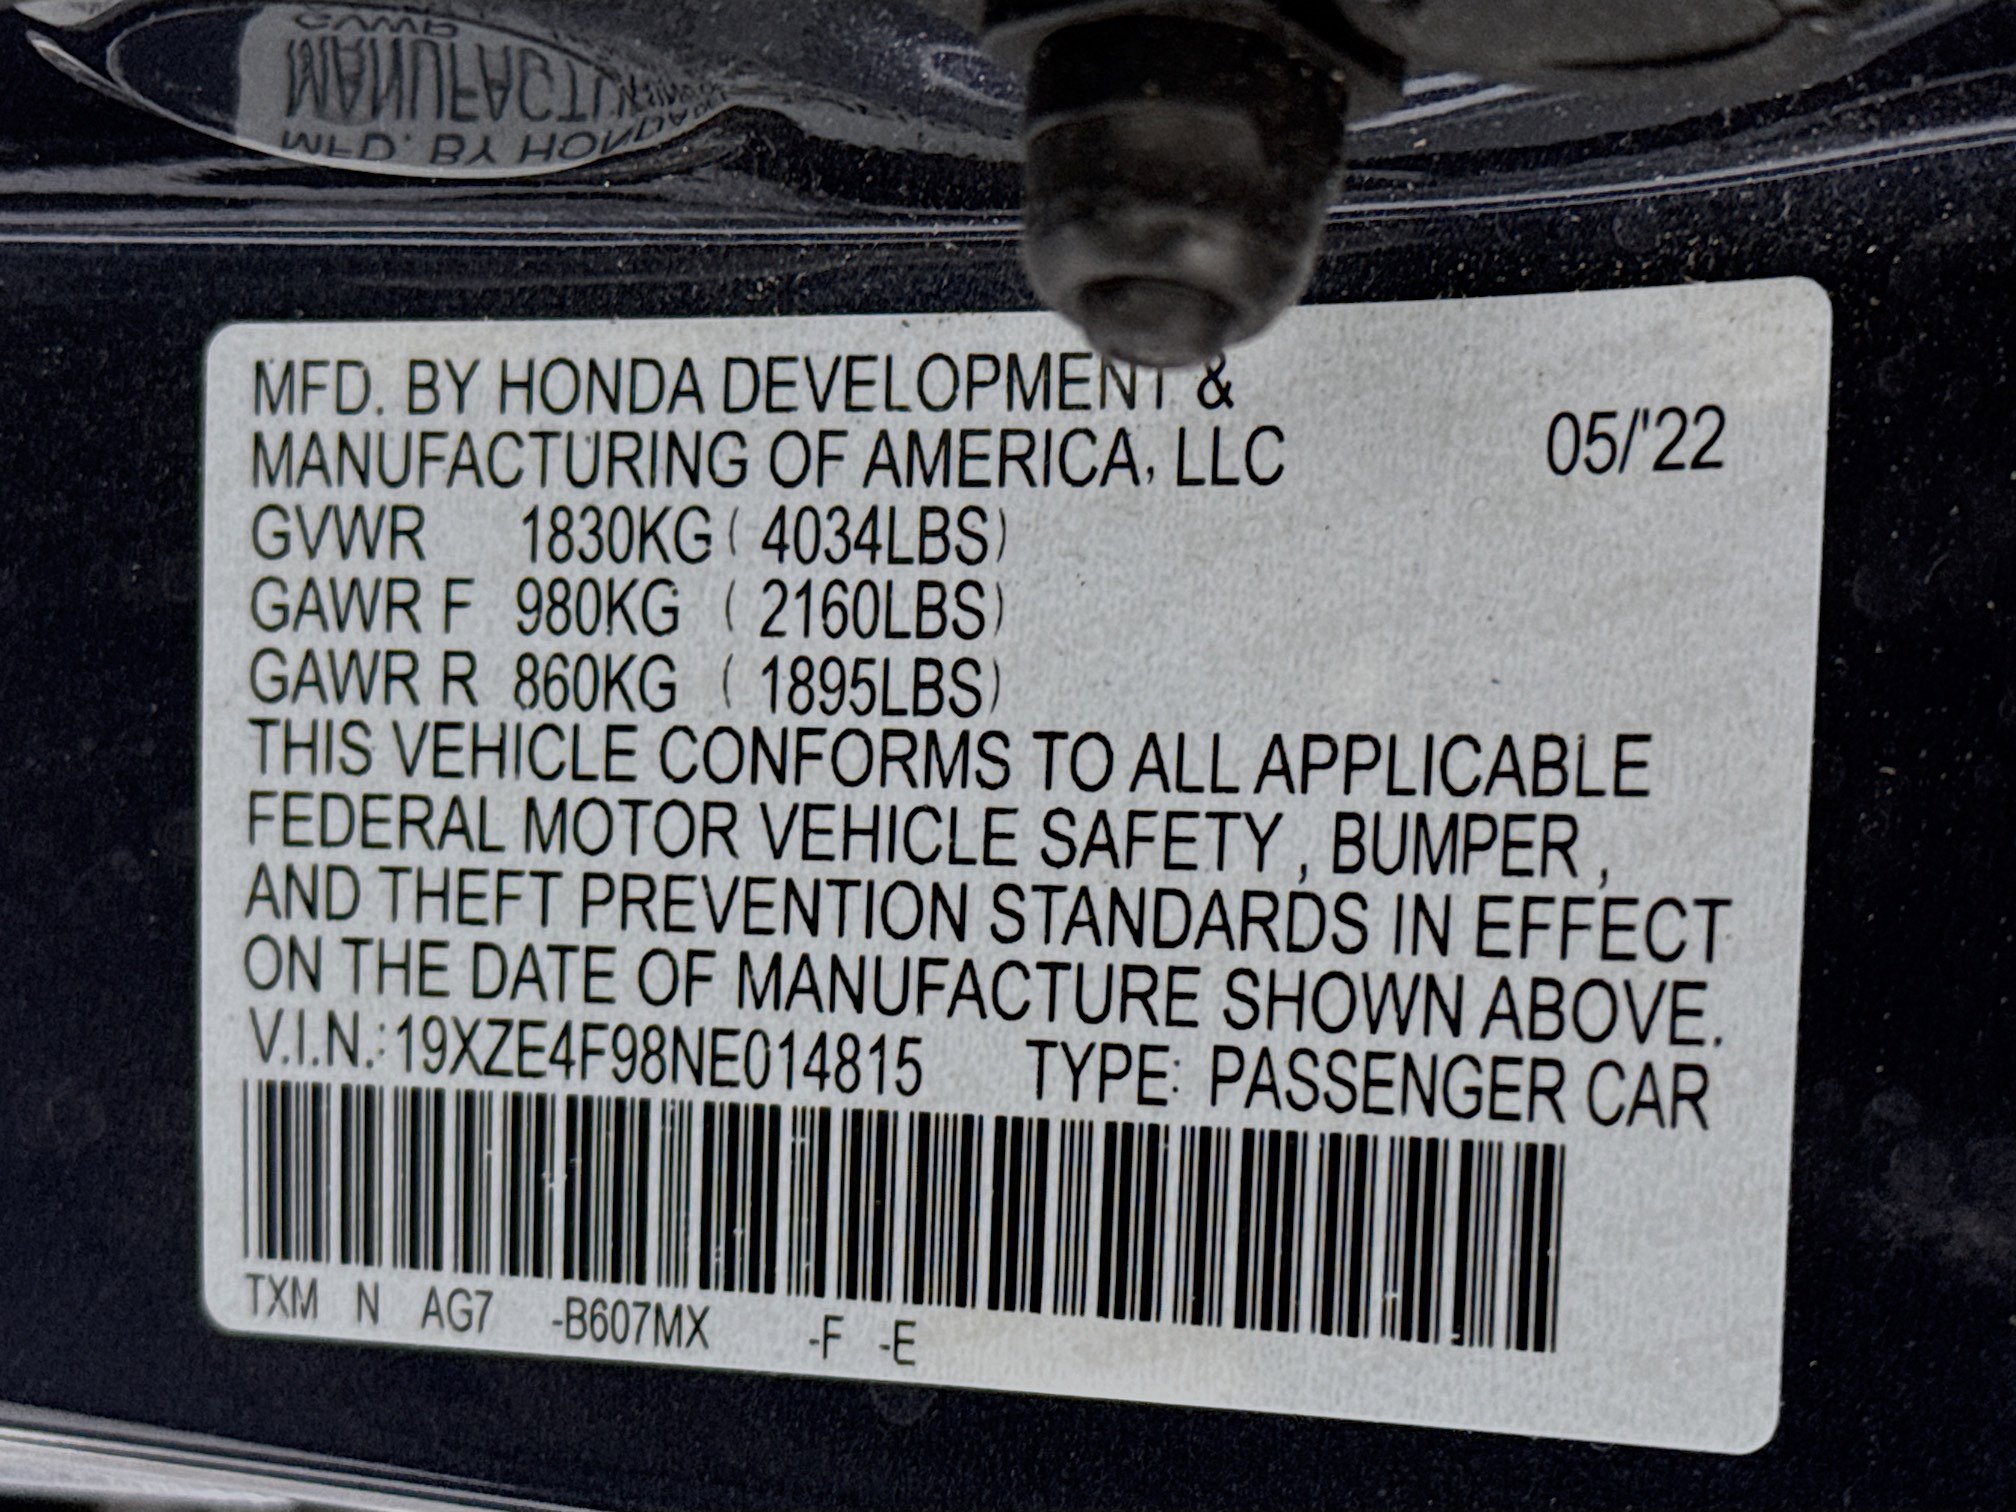 MFD. BY HONDA DEVELOPMENT &
MANUFACTURING OF AMERICA, LLC 05/'22
GVWR 1830KG ( 4034LBS)
GAWR F 980KG ( 2160LBS)
GAWR R 860KG ( 1895LBS)
THIS VEHICLE CONFORMS TO ALL APPLICABLE
FEDERAL MOTOR VEHICLE SAFETY , BUMPER ,
AND THEFT PREVENTION STANDARDS IN EFFECT
ON THE DATE OF MANUFACTURE SHOWN ABOVE.
V.I.N.:19XZE4F98NE014815 TYPE: PASSENGER CAR
TXM N AG7 -B607MX -F -E